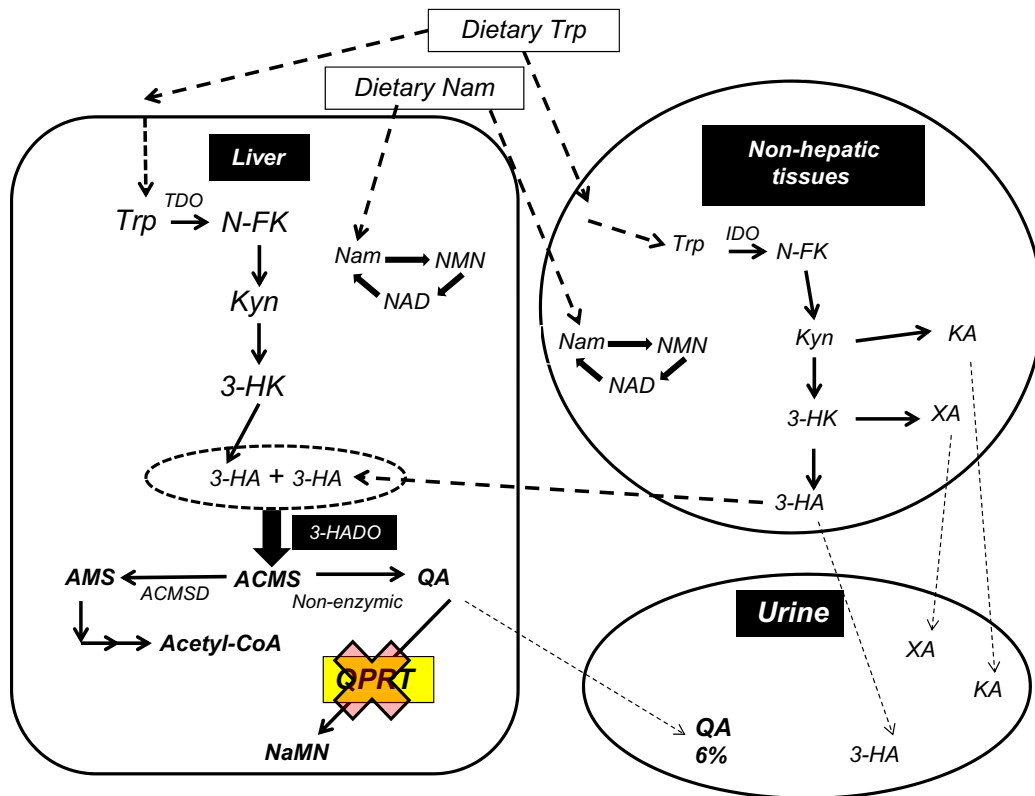 Dietary Trp
Dietary Nam
Liver
Trp
TDO
N-FK
Kyn
3-HK
Nam
NMN
NAD
3-HA + 3-HA
3-HADO
AMS
ACMSD
ACMS
Non-enzymic
QA
Acetyl-CoA
QPRT
NaMN
Non-hepatic
tissues
Trp
IDO
N-FK
Kyn
KA
3-HK
XA
3-HA
Nam
NMN
NAD
Urine
XA
KA
QA
6%
3-HA